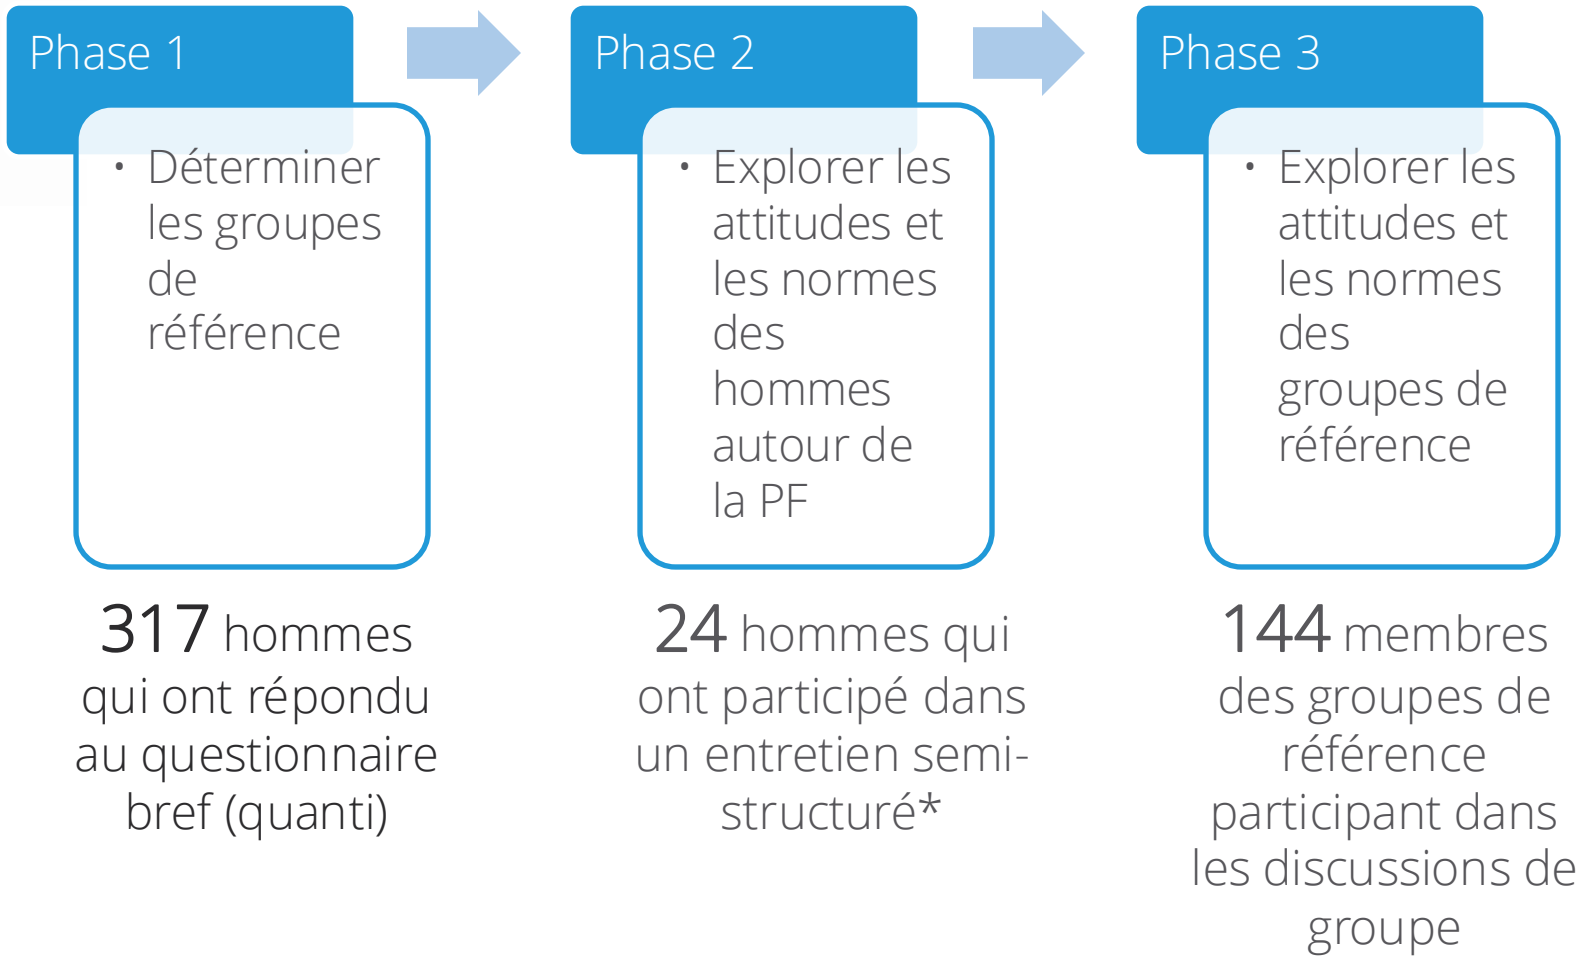 Phase 1
• Déterminer
les groupes
de
référence
317 hommes
qui ont répondu
au questionnaire
bref (quanti)
Phase 2
• Explorer les
attitudes et
les normes
des
hommes
autour de
la PF
24 hommes qui
ont participé dans
un entretien semi-
structuré*
Phase 3
• Explorer les
attitudes et
les normes
des
groupes de
référence
144 membres
des groupes de
référence
participant dans
les discussions de
groupe